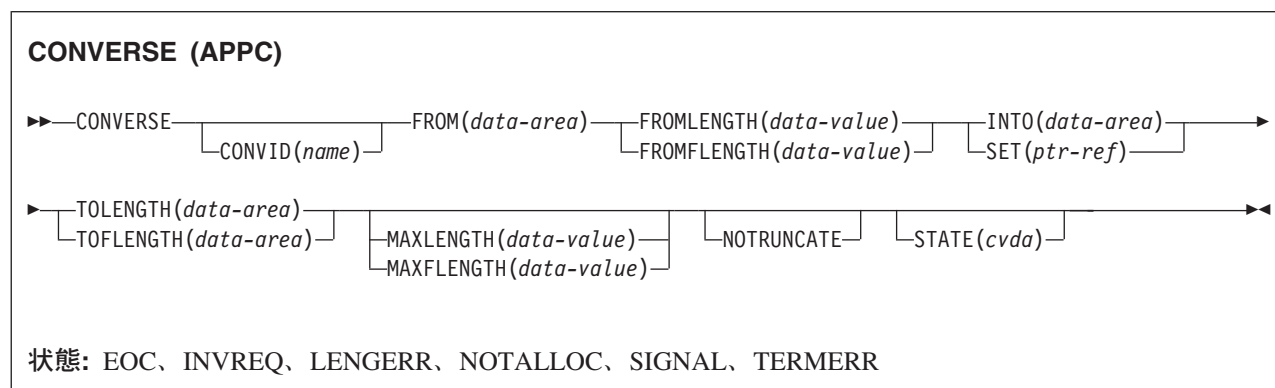 CONVERSE (APPC)
CONVERSE FROM(data-area) FROMLENGTH(data-value) INTO(data-area)
CONVID(name) FROMFLENGTH(data-value) SET(ptr-ref)
TOLENGTH(data-area)
TOFLENGTH(data-area) MAXLENGTH(data-value) NOTRUNCATE STATE(cvda)
MAXFLENGTH(data-value)
状態: EOC、INVREQ、LENGERR、NOTALLOC、SIGNAL、TERMERR